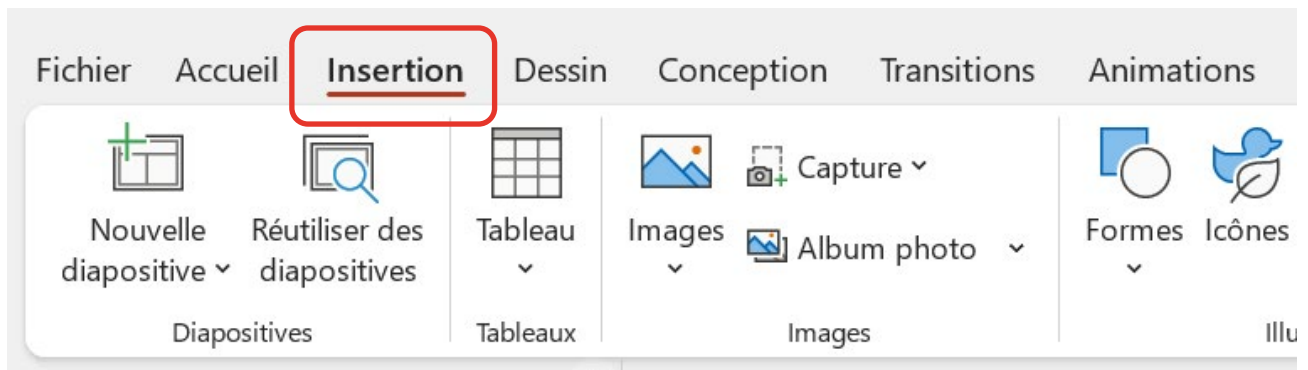 Fichier Accueil Insertion Dessin Conception Transitions Animations
Nouvelle diapositive
Réutiliser des diapositives
Tableau
Images
Capture
Album photo
Formes
Icônes
Diapositives
Tableaux
Images
Illu